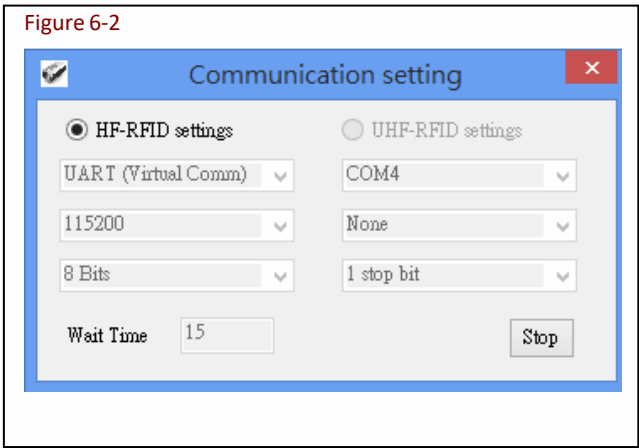 Figure 6-2
Communication setting
HF-RFID settings
UHF-RFID settings
UART (Virtual Comm)
COM4
115200
None
8 Bits
1 stop bit
Wait Time
15
Stop